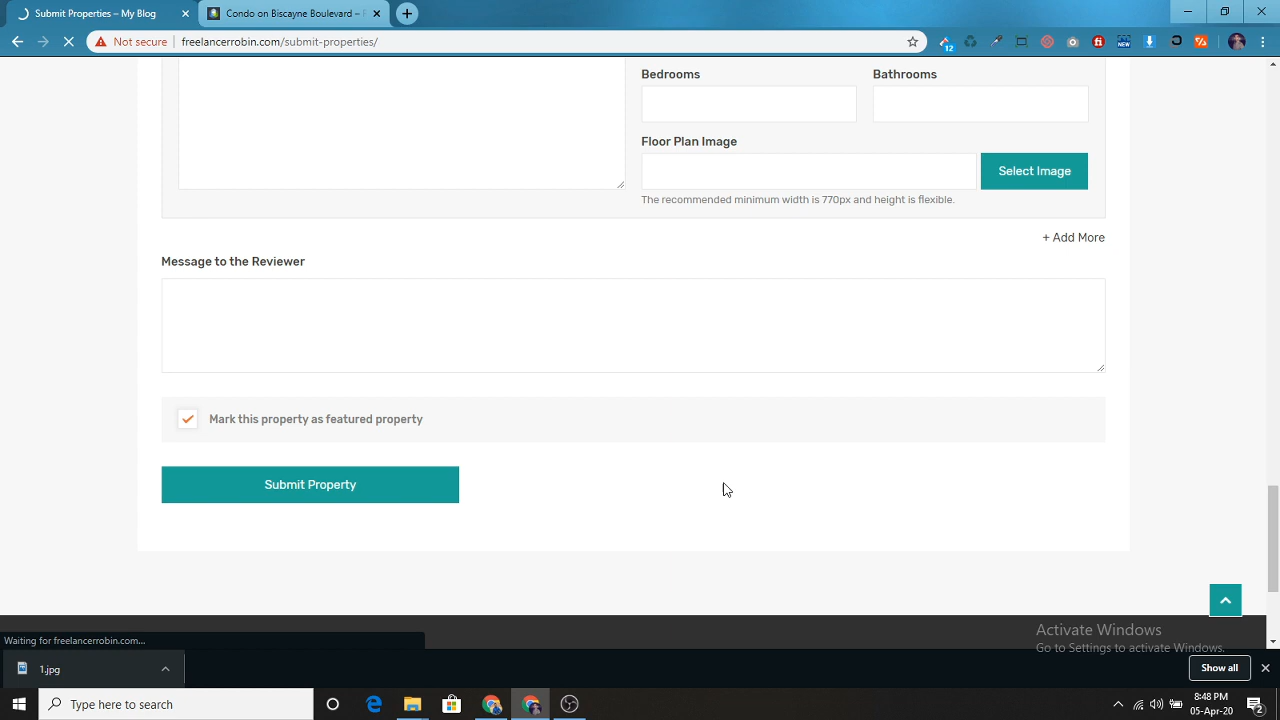 Submit Properties – My Blog
Condo on Biscayne Boulevard –
Not secure
freelancerrobin.com/submit-properties/
12
NEW
Bedrooms
Bathrooms
Floor Plan Image
Select Image
The recommended minimum width is 770px and height is flexible.
+ Add More
Message to the Reviewer
Mark this property as featured property
Submit Property
Waiting for freelancerrobin.com...
Activate Windows
Go to Settings to activate Windows.
1.jpg
Show all
Type here to search
8:48 PM
05-Apr-20
2